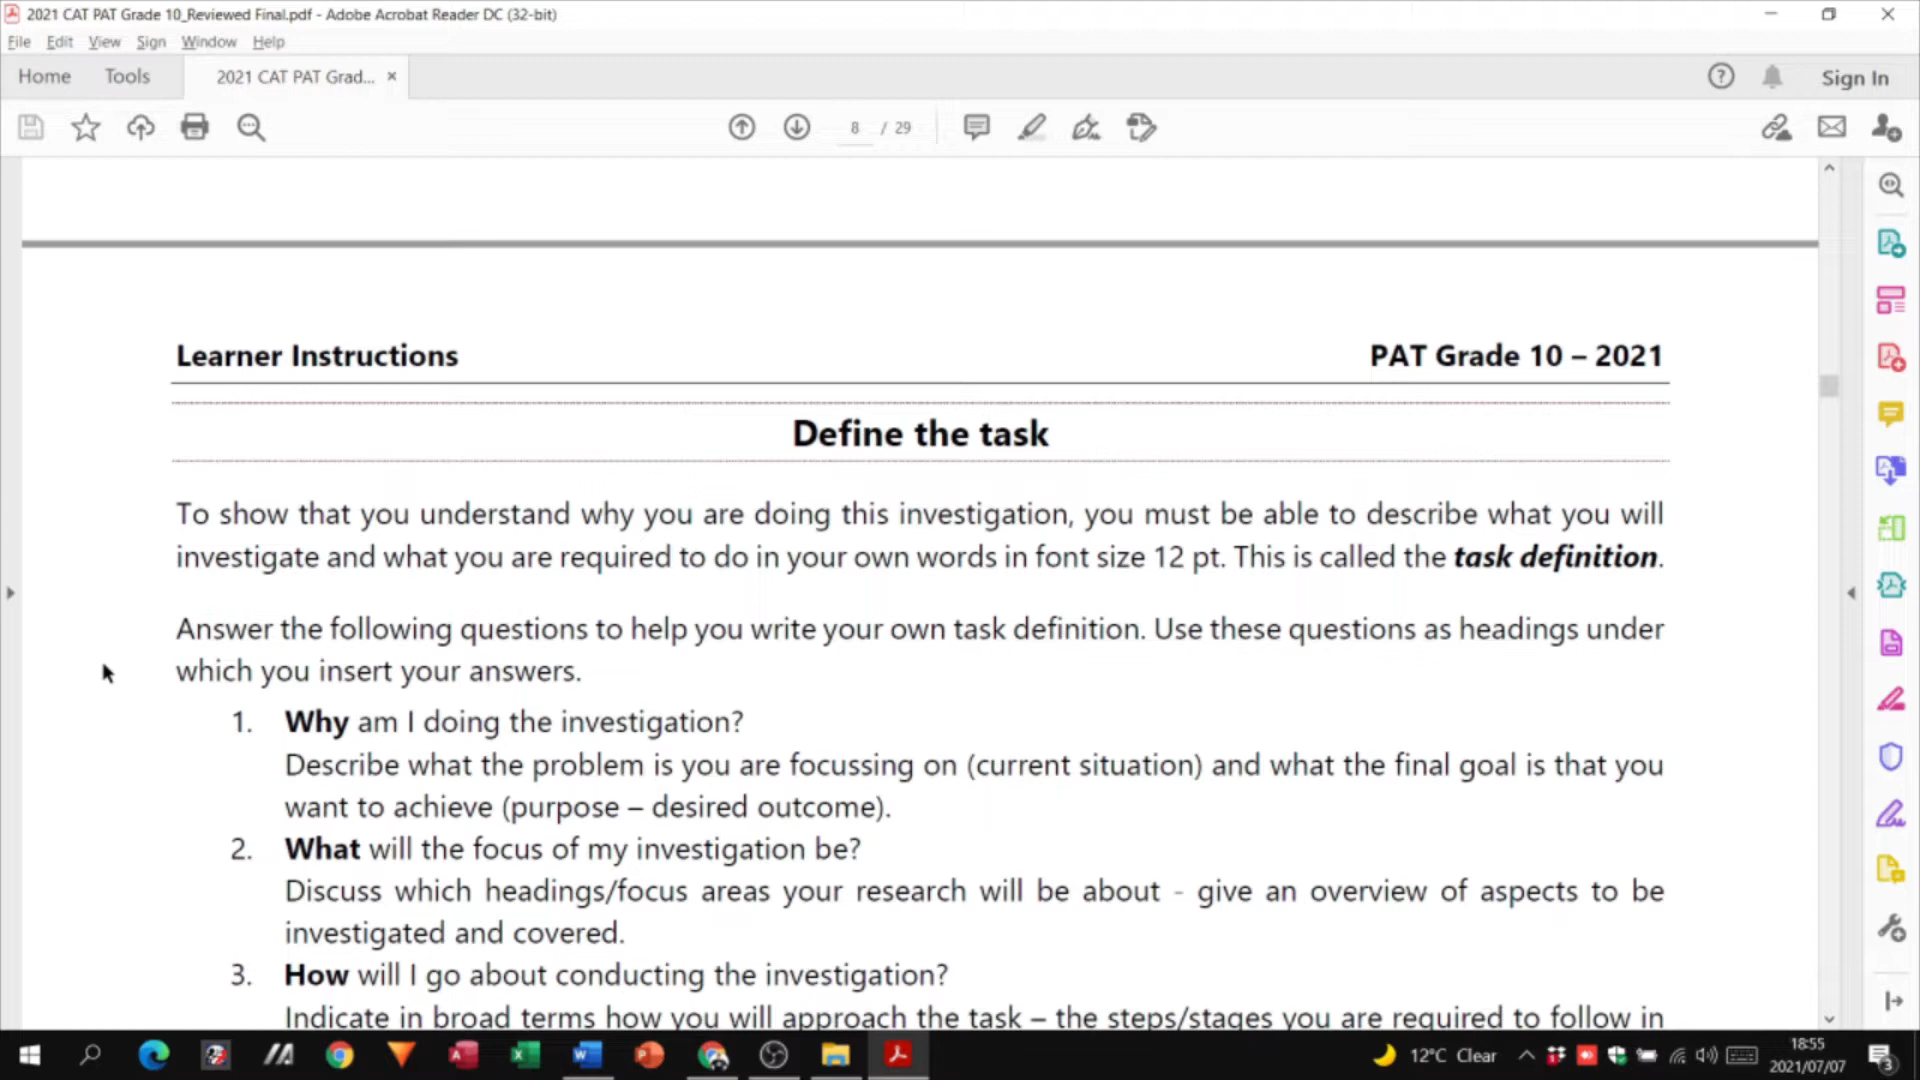 2021 CAT PAT Grade 10_Reviewed Final.pdf - Adobe Acrobat Reader DC (32-bit)
File Edit View Sign Window Help
Home Tools 2021 CAT PAT Grad... × Sign In
8 / 29
Learner Instructions PAT Grade 10 – 2021
Define the task
To show that you understand why you are doing this investigation, you must be able to describe what you will
investigate and what you are required to do in your own words in font size 12 pt. This is called the task definition.
Answer the following questions to help you write your own task definition. Use these questions as headings under
which you insert your answers.
1. Why am I doing the investigation?
Describe what the problem is you are focussing on (current situation) and what the final goal is that you
want to achieve (purpose – desired outcome).
2. What will the focus of my investigation be?
Discuss which headings/focus areas your research will be about - give an overview of aspects to be
investigated and covered.
3. How will I go about conducting the investigation?
Indicate in broad terms how you will approach the task – the steps/stages you are required to follow in
12°C Clear
18:55
2021/07/07
3